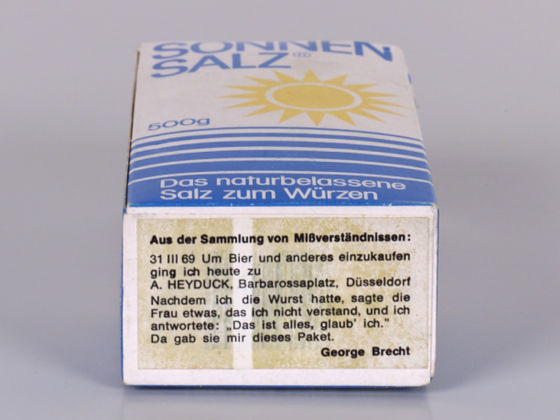 SONNEN
SALZ
500g
Das naturbelassene
Salz zum Würzen
Aus der Sammlung von Mißverständnissen:
31 III 69 Um Bier und anderes einzukaufen
ging ich heute zu
A. HEYDUCK, Barbarossaplatz, Düsseldorf
Nachdem ich die Wurst hatte, sagte die
Frau etwas, das ich nicht verstand, und ich
antwortete: „Das ist alles, glaub' ich."
Da gab sie mir dieses Paket.
George Brecht